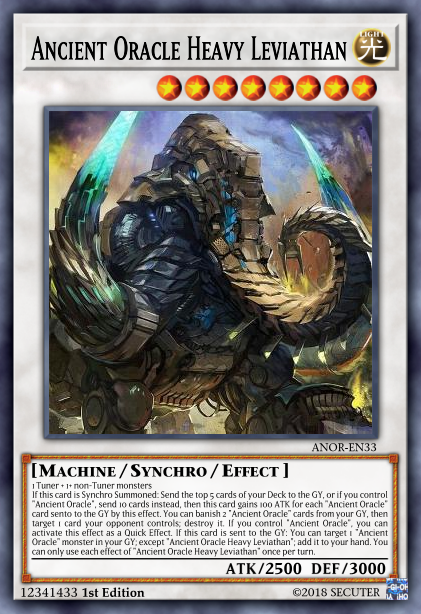 ANCIENT ORACLE HEAVY LEVIATHAN
LIGHT
光
ANOR-EN33
[MACHINE / SYNCHRO / EFFECT ]
1 Tuner + 1+ non-Tuner monsters
If this card is Synchro Summoned: Send the top 5 cards of your Deck to the GY, or if you control
"Ancient Oracle", send 10 cards instead, then this card gains 100 ATK for each "Ancient Oracle"
card sento to the GY by this effect. You can banish 2 "Ancient Oracle" cards from your GY, then
target 1 card your opponent controls; destroy it. If you control "Ancient Oracle", you can
activate this effect as a Quick Effect. If this card is sent to the GY: You can target 1 "Ancient
Oracle" monster in your GY; except "Ancient Oracle Heavy Leviathan"; add it to your hand. You
can only use each effect of "Ancient Oracle Heavy Leviathan" once per turn.
ATK/2500 DEF/3000
12341433 1st Edition
©2018 SECUTER